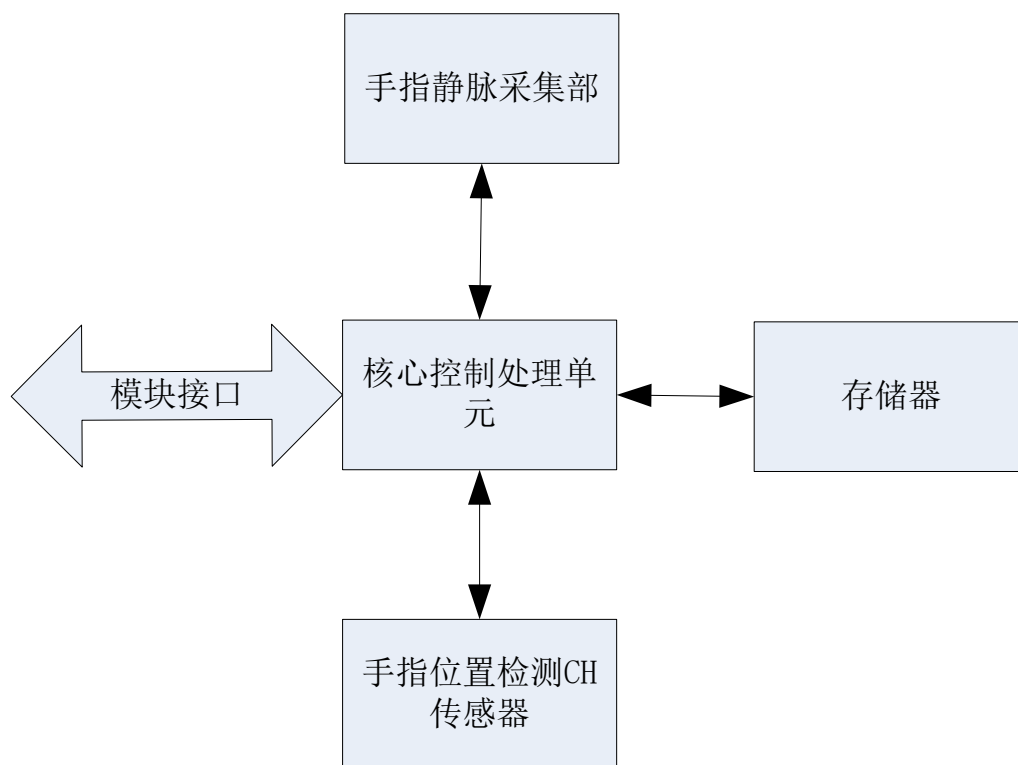 手指静脉采集部
模块接口
核心控制处理单
元
存储器
手指位置检测CH
传感器